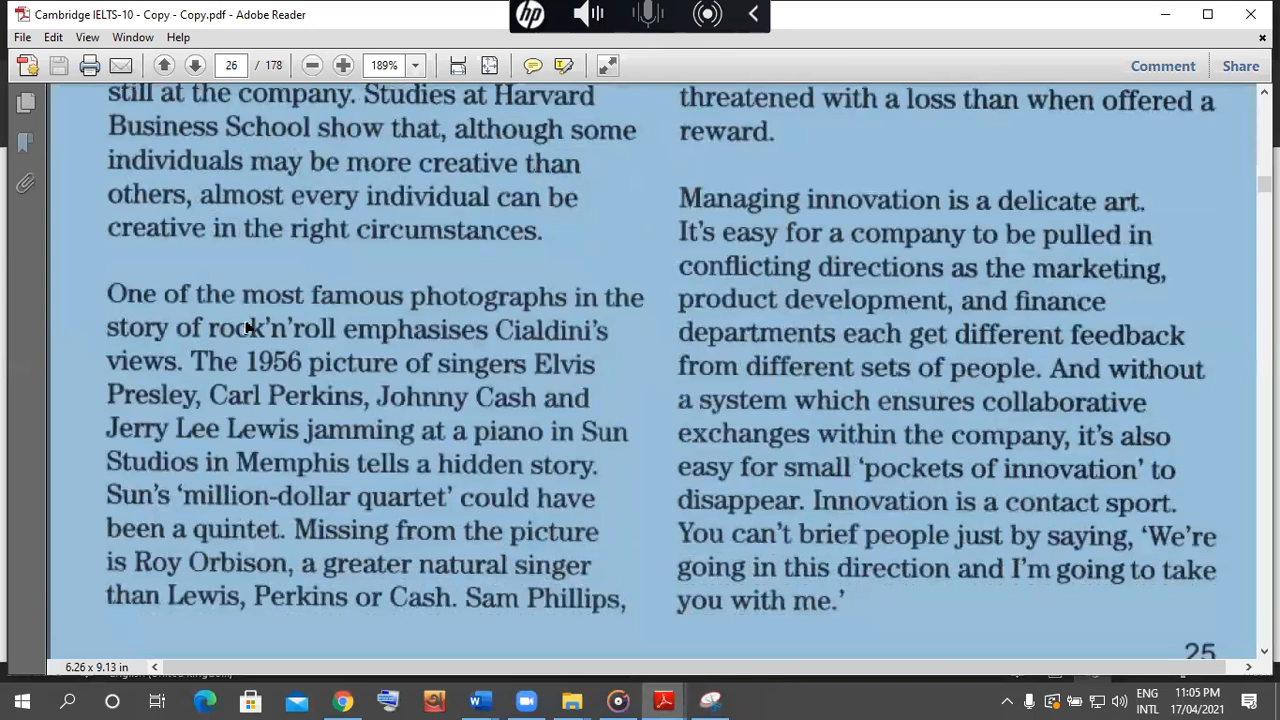 Cambridge IELTS-10 - Copy - Copy.pdf - Adobe Reader
hp
File Edit View Window Help
26 / 178
189%
Comment Share
still at the company. Studies at Harvard
Business School show that, although some
individuals may be more creative than
others, almost every individual can be
creative in the right circumstances.
One of the most famous photographs in the
story of rock'n'roll emphasises Cialdini's
views. The 1956 picture of singers Elvis
Presley, Carl Perkins, Johnny Cash and
Jerry Lee Lewis jamming at a piano in Sun
Studios in Memphis tells a hidden story.
Sun's 'million-dollar quartet' could have
been a quintet. Missing from the picture
is Roy Orbison, a greater natural singer
than Lewis, Perkins or Cash. Sam Phillips,
threatened with a loss than when offered a
reward.
Managing innovation is a delicate art.
It's easy for a company to be pulled in
conflicting directions as the marketing,
product development, and finance
departments each get different feedback
from different sets of people. And without
a system which ensures collaborative
exchanges within the company, it's also
easy for small 'pockets of innovation' to
disappear. Innovation is a contact sport.
You can't brief people just by saying, 'We're
going in this direction and I'm going to take
you with me.'
25
6.26 x 9.13 in
ENG
INTL
11:05 PM
17/04/2021